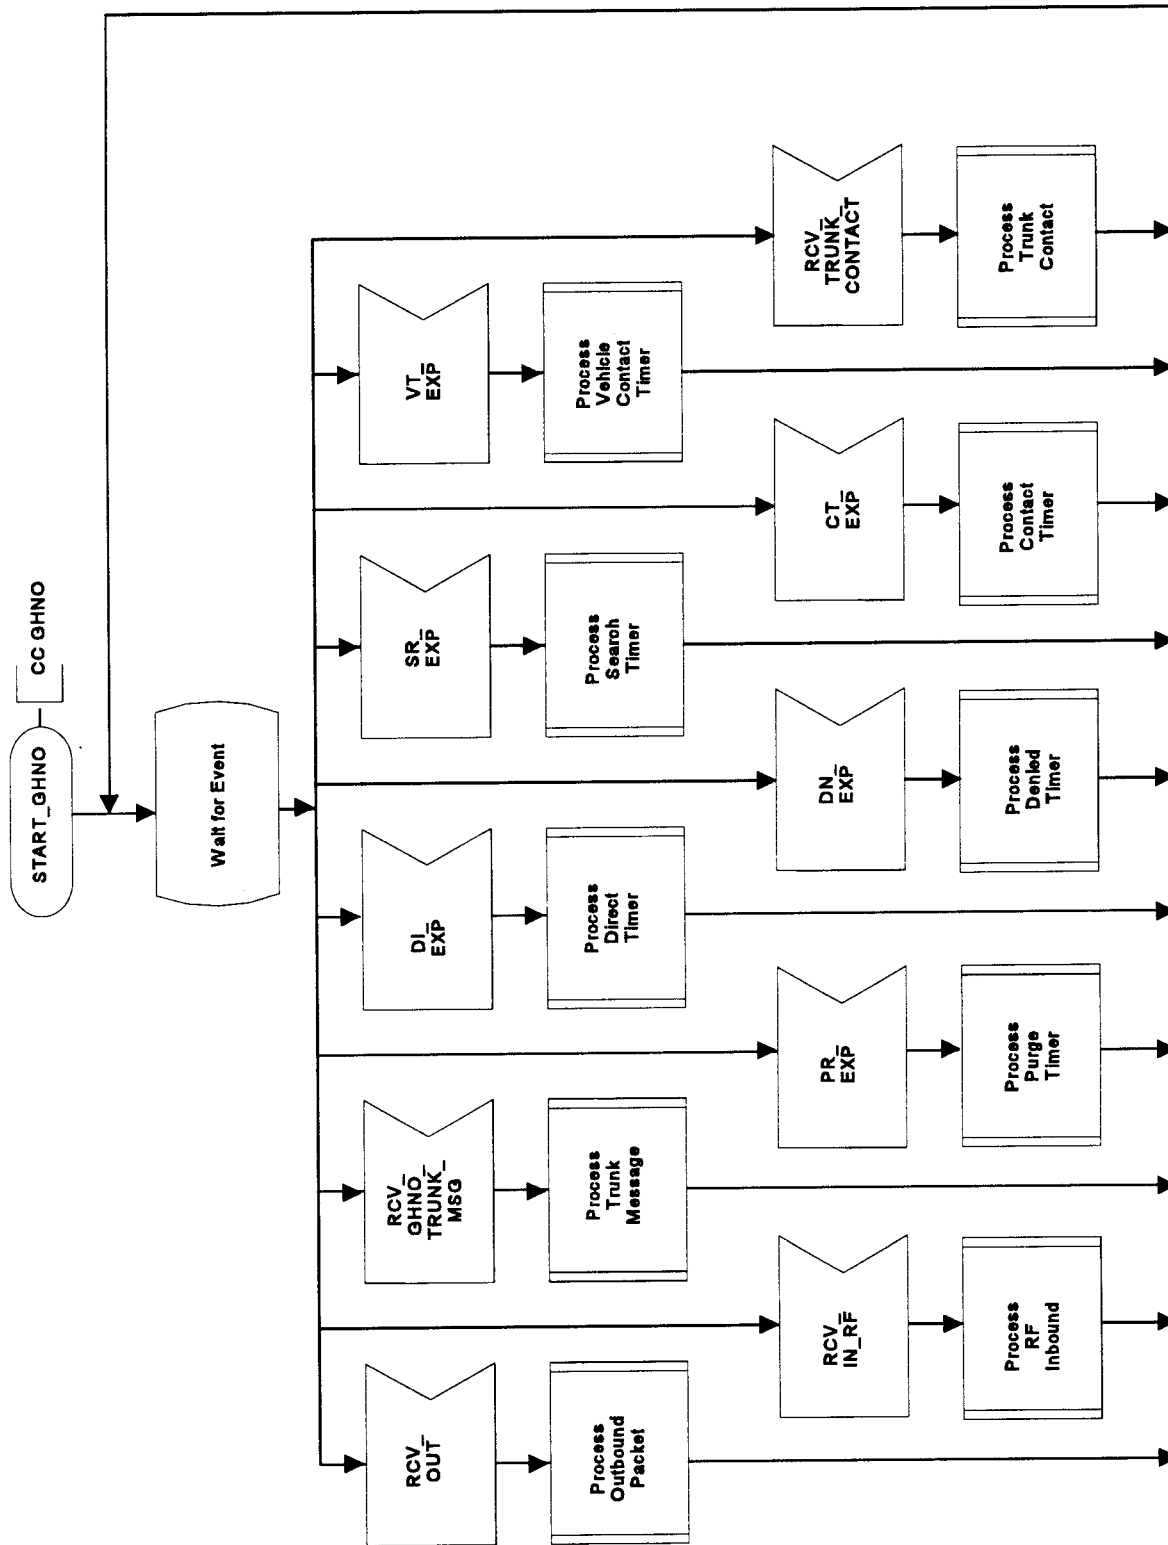 START_GHNO
CC GHNO
Wait for Event
RCV_
OUT
RCV_
GHNO_
TRUNK_
MSG
DI_
EXP
SR_
EXP
VT_
EXP
Process
Outbound
Packet
Process
Trunk
Message
Process
Direct
Timer
Process
Search
Timer
Process
Vehicle
Contact
Timer
RCV_
IN_RF
PR_
EXP
DN_
EXP
CT_
EXP
RCV_
TRUNK_
CONTACT
Process
RF
Inbound
Process
Purge
Timer
Process
Denied
Timer
Process
Contact
Timer
Process
Trunk
Contact